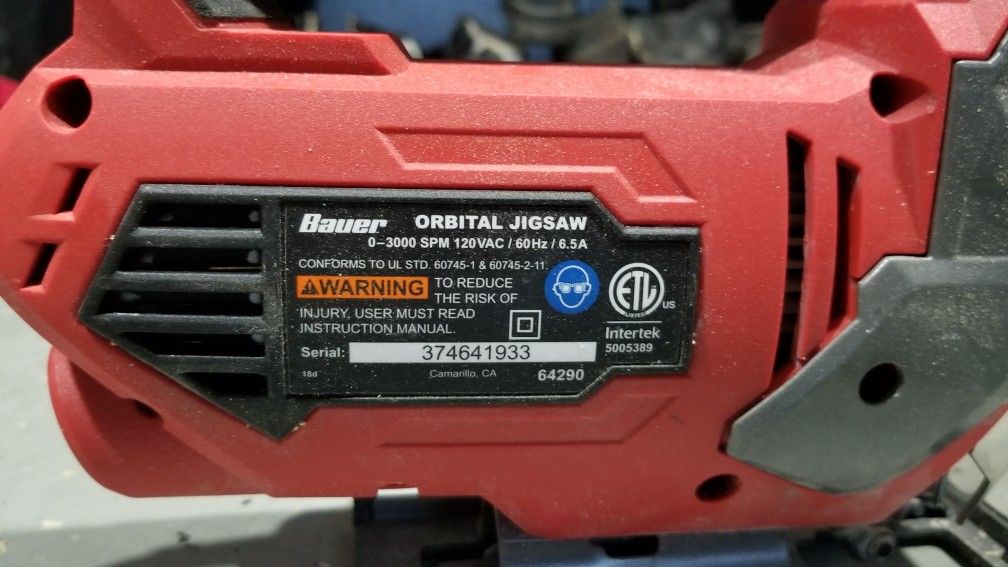 Bauer ORBITAL JIGSAW
0–3000 SPM 120VAC / 60Hz / 6.5A
CONFORMS TO UL STD. 60745-1 & 60745-2-11.
WARNING TO REDUCE
THE RISK OF
INJURY, USER MUST READ
INSTRUCTION MANUAL.
ETL US
LISTED
Intertek
5005389
Serial: 374641933
18d Camarillo, CA 64290